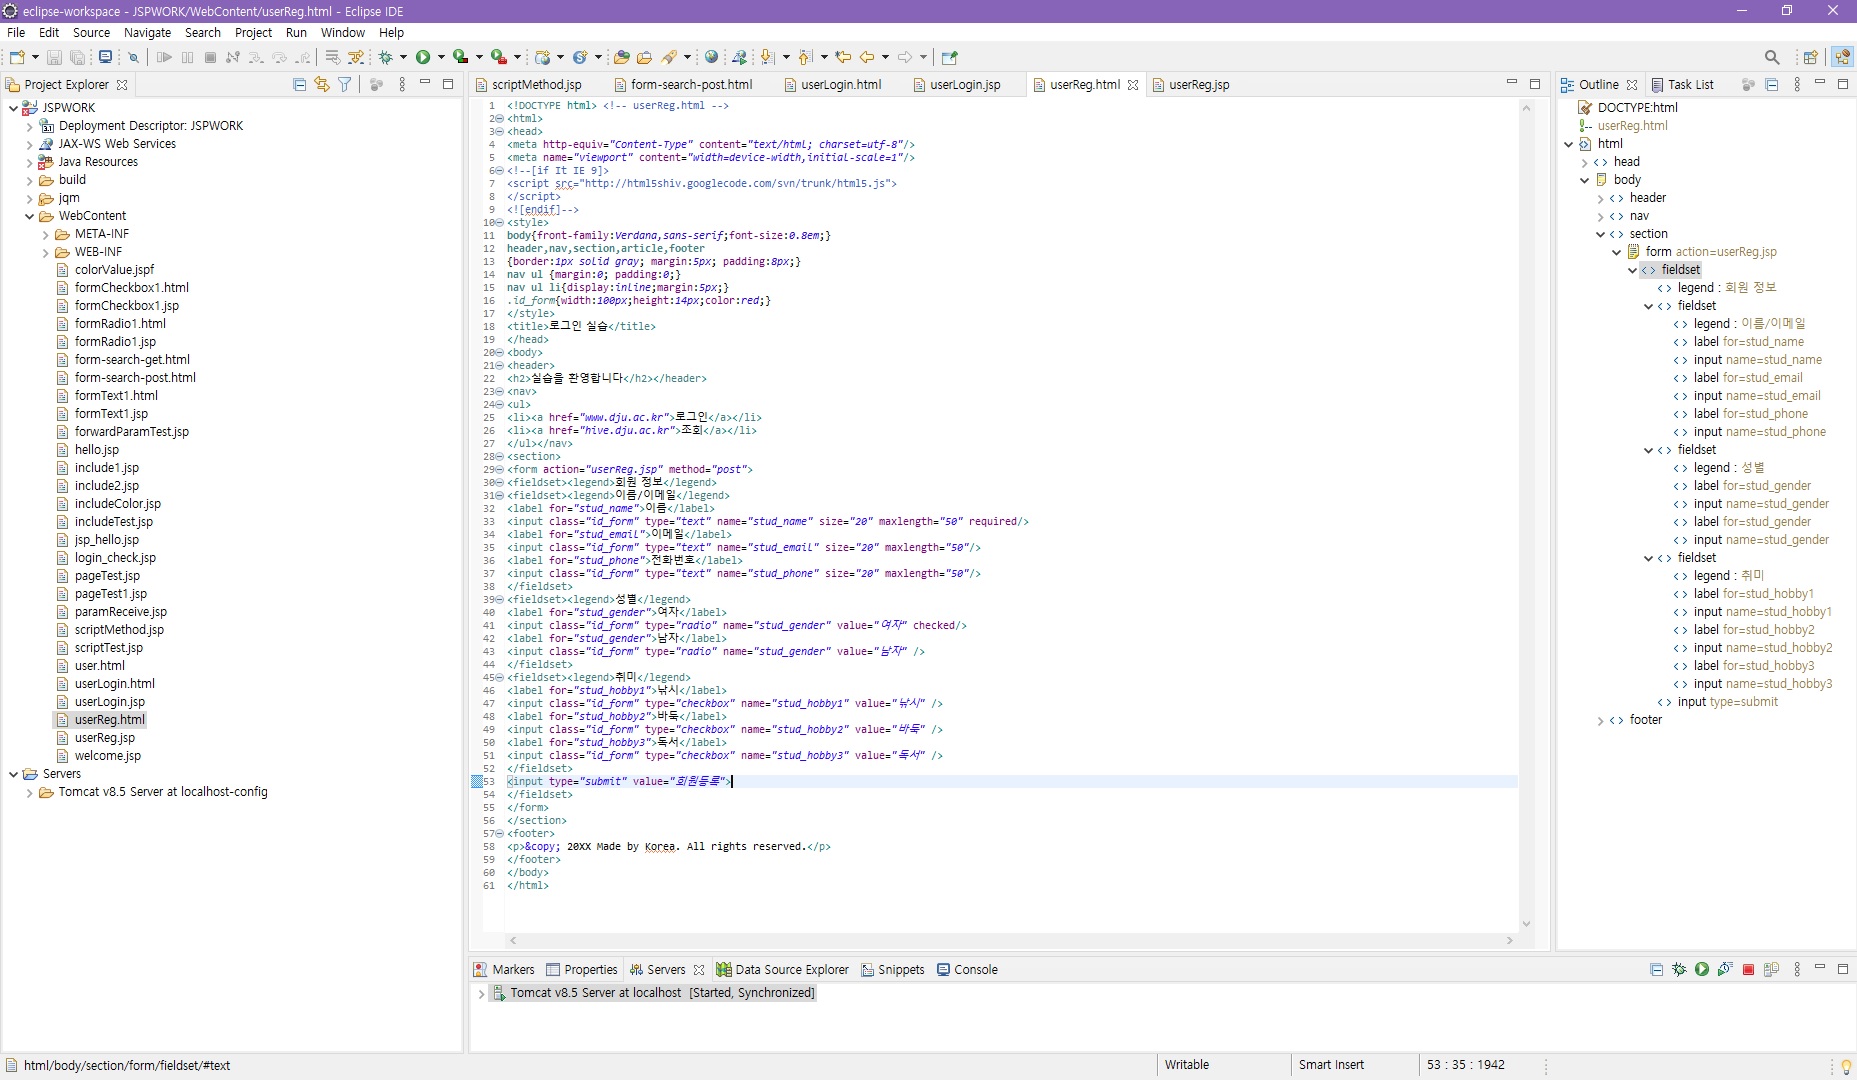 eclipse-workspace - JSPWORK/WebContent/userReg.html - Eclipse IDE
File Edit Source Navigate Search Project Run Window Help
Project Explorer
JSPWORK
Deployment Descriptor: JSPWORK
JAX-WS Web Services
Java Resources
build
jqm
WebContent
META-INF
WEB-INF
colorValue.jspf
formCheckbox1.html
formCheckbox1.jsp
formRadio1.html
formRadio1.jsp
form-search-get.html
form-search-post.html
formText1.html
formText1.jsp
forwardParamTest.jsp
hello.jsp
include1.jsp
include2.jsp
includeColor.jsp
includeTest.jsp
jsp_hello.jsp
login_check.jsp
pageTest.jsp
pageTest1.jsp
paramReceive.jsp
scriptMethod.jsp
scriptTest.jsp
user.html
userLogin.html
userLogin.jsp
userReg.html
userReg.jsp
welcome.jsp
Servers
Tomcat v8.5 Server at localhost-config
scriptMethod.jsp form-search-post.html userLogin.html userLogin.jsp userReg.html userReg.jsp
1 <!DOCTYPE html> <!-- userReg.html -->
2 <html>
3 <head>
4 <meta http-equiv="Content-Type" content="text/html; charset=utf-8"/>
5 <meta name="viewport" content="width=device-width,initial-scale=1"/>
6 <!--[if It IE 9]>
7 <script src="http://html5shiv.googlecode.com/svn/trunk/html5.js">
8 </script>
9 <![endif]-->
10 <style>
11 body{front-family:Verdana,sans-serif;font-size:0.8em;}
12 header,nav,section,article,footer
13 {border:1px solid gray; margin:5px; padding:8px;}
14 nav ul {margin:0; padding:0;}
15 nav ul li{display:inline;margin:5px;}
16 .id_form{width:100px;height:14px;color:red;}
17 </style>
18 <title>로그인 실습</title>
19 </head>
20 <body>
21 <header>
22 <h2>실습을 환영합니다</h2></header>
23 <nav>
24 <ul>
25 <li><a href="www.dju.ac.kr">로그인</a></li>
26 <li><a href="hive.dju.ac.kr">조회</a></li>
27 </ul></nav>
28 <section>
29 <form action="userReg.jsp" method="post">
30 <fieldset><legend>회원 정보</legend>
31 <fieldset><legend>이름/이메일</legend>
32 <label for="stud_name">이름</label>
33 <input class="id_form" type="text" name="stud_name" size="20" maxlength="50" required/>
34 <label for="stud_email">이메일</label>
35 <input class="id_form" type="text" name="stud_email" size="20" maxlength="50"/>
36 <label for="stud_phone">전화번호</label>
37 <input class="id_form" type="text" name="stud_phone" size="20" maxlength="50"/>
38 </fieldset>
39 <fieldset><legend>성별</legend>
40 <label for="stud_gender">여자</label>
41 <input class="id_form" type="radio" name="stud_gender" value="여자" checked/>
42 <label for="stud_gender">남자</label>
43 <input class="id_form" type="radio" name="stud_gender" value="남자" />
44 </fieldset>
45 <fieldset><legend>취미</legend>
46 <label for="stud_hobby1">낚시</label>
47 <input class="id_form" type="checkbox" name="stud_hobby1" value="낚시" />
48 <label for="stud_hobby2">바둑</label>
49 <input class="id_form" type="checkbox" name="stud_hobby2" value="바둑" />
50 <label for="stud_hobby3">독서</label>
51 <input class="id_form" type="checkbox" name="stud_hobby3" value="독서" />
52 </fieldset>
53 <input type="submit" value="회원등록">
54 </fieldset>
55 </form>
56 </section>
57 <footer>
58 <p>&copy; 20XX Made by Korea. All rights reserved.</p>
59 </footer>
60 </body>
61 </html>
Outline Task List
DOCTYPE:html
userReg.html
html
head
body
header
nav
section
form action=userReg.jsp
fieldset
legend : 회원 정보
fieldset
legend : 이름/이메일
label for=stud_name
input name=stud_name
label for=stud_email
input name=stud_email
label for=stud_phone
input name=stud_phone
fieldset
legend : 성별
label for=stud_gender
input name=stud_gender
label for=stud_gender
input name=stud_gender
fieldset
legend : 취미
label for=stud_hobby1
input name=stud_hobby1
label for=stud_hobby2
input name=stud_hobby2
label for=stud_hobby3
input name=stud_hobby3
input type=submit
footer
Markers Properties Servers Data Source Explorer Snippets Console
Tomcat v8.5 Server at localhost [Started, Synchronized]
html/body/section/form/fieldset/#text Writable Smart Insert 53 : 35 : 1942